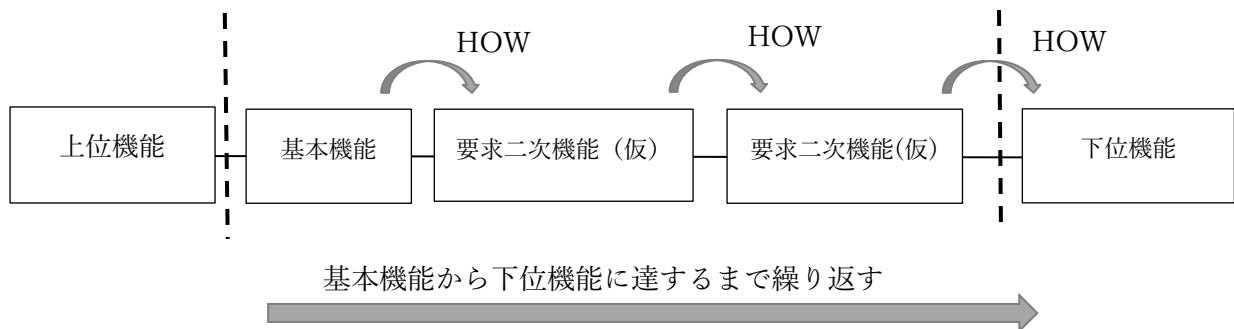 HOW
HOW
HOW
上位機能
基本機能
要求二次機能（仮）
要求二次機能(仮)
下位機能
基本機能から下位機能に達するまで繰り返す